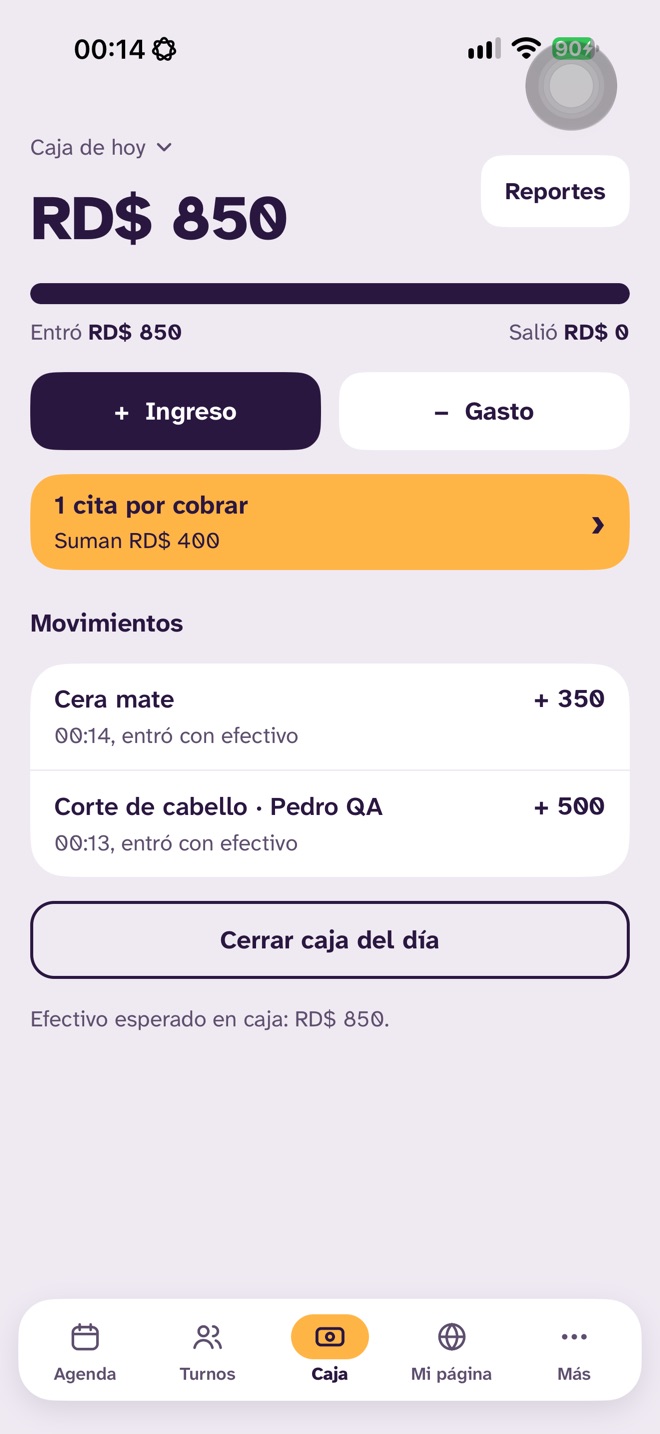 00:14
90
Caja de hoy
Reportes
RD$ 850
Entró RD$ 850
Salió RD$ 0
+ Ingreso
– Gasto
1 cita por cobrar
Suman RD$ 400
Movimientos
Cera mate
+ 350
00:14, entró con efectivo
Corte de cabello · Pedro QA
+ 500
00:13, entró con efectivo
Cerrar caja del día
Efectivo esperado en caja: RD$ 850.
Agenda
Turnos
Caja
Mi página
Más